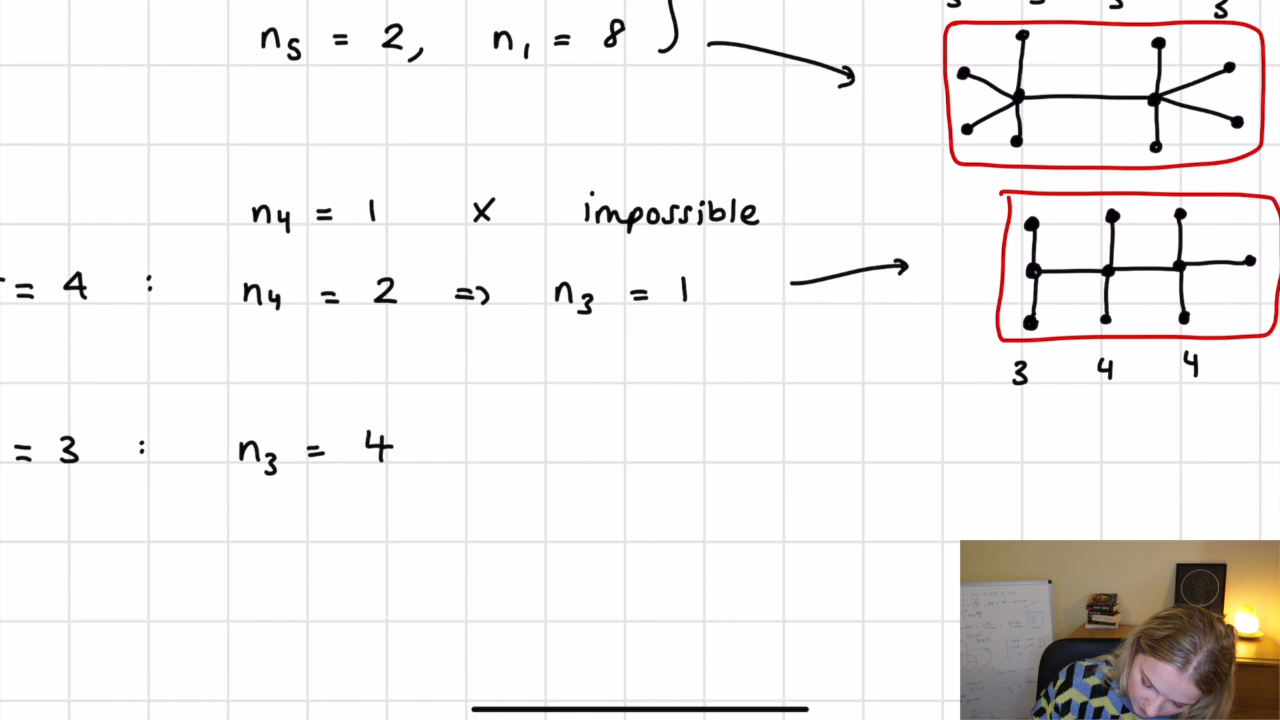 n₅ = 2, n₁ = 8 )
n₄ = 1 × impossible
= 4 : n₄ = 2 => n₃ = 1
3 4 4
= 3 : n₃ = 4